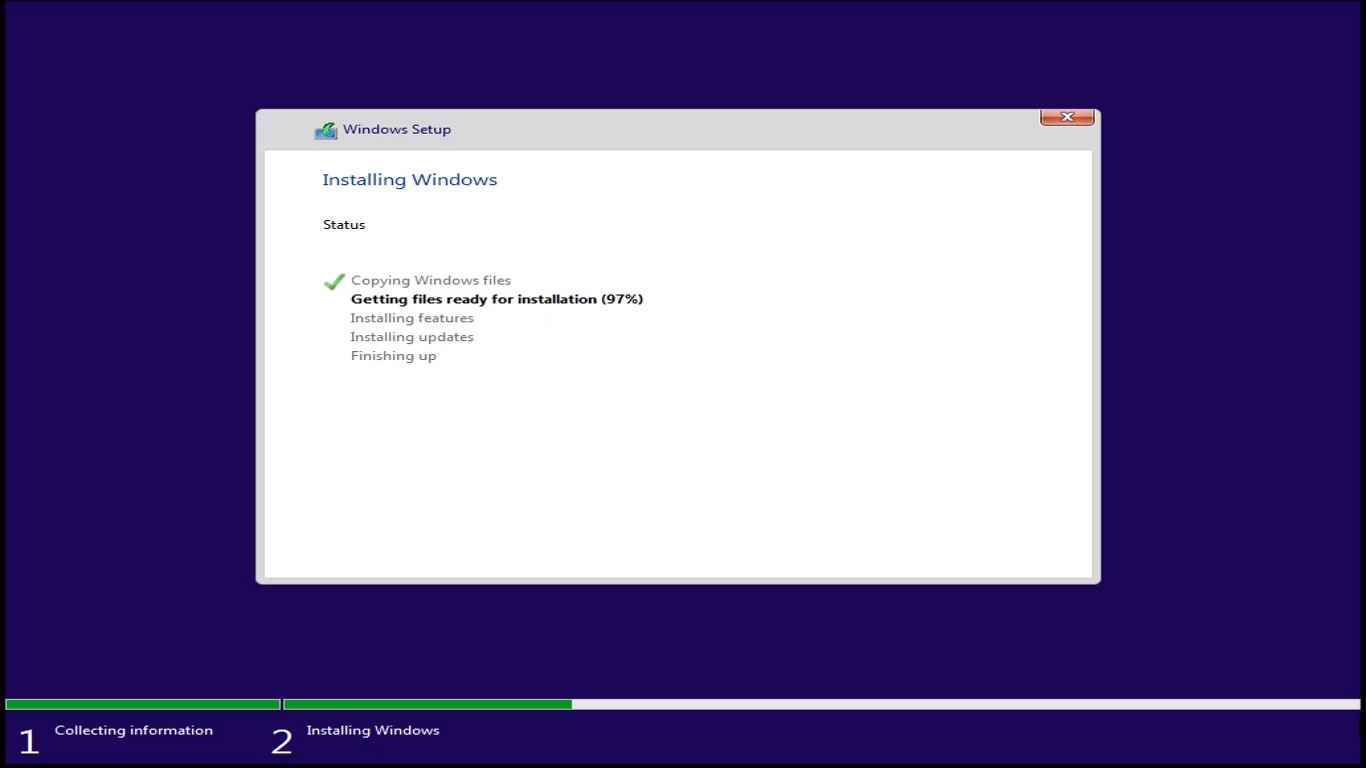 Windows Setup
Installing Windows
Status
Copying Windows files
Getting files ready for installation (97%)
Installing features
Installing updates
Finishing up
1 Collecting information
2 Installing Windows